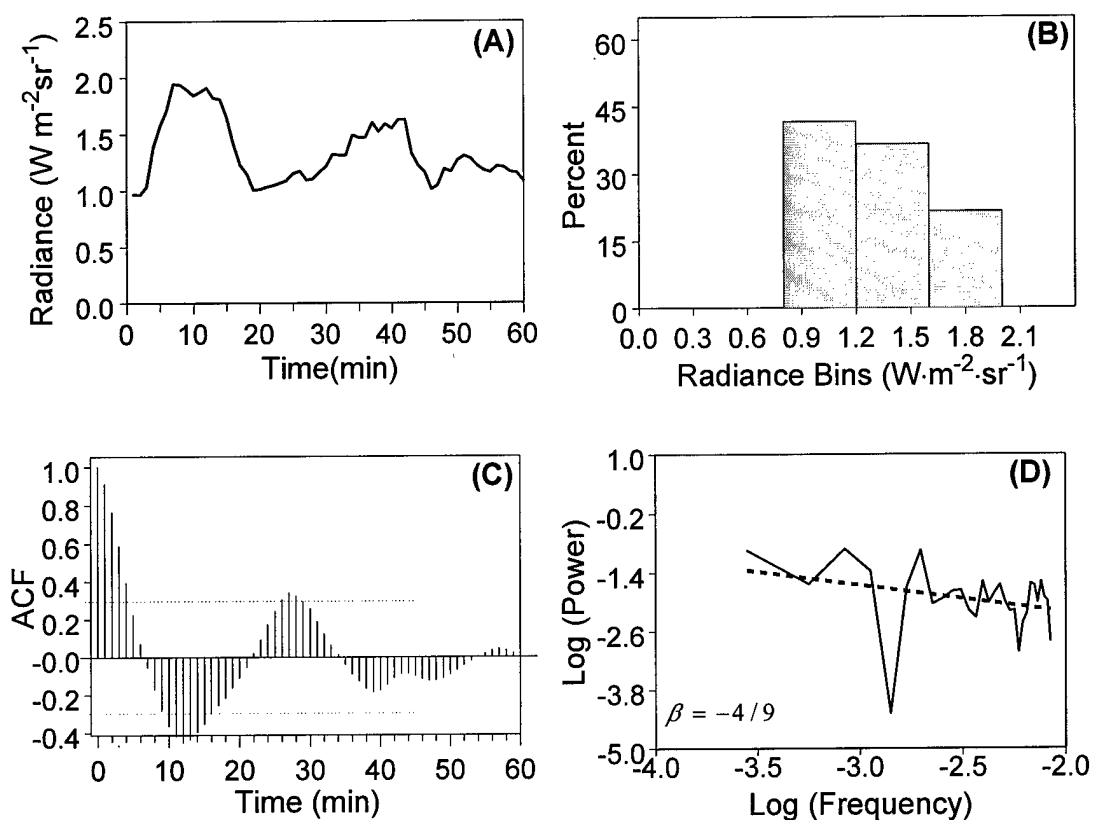 (A)
Radiance (W m⁻²sr⁻¹)
2.5
2.0
1.5
1.0
0.5
0.0
0 10 20 30 40 50 60
Time(min)
(B)
Percent
60
45
30
15
0
0.0 0.3 0.6 0.9 1.2 1.5 1.8 2.1
Radiance Bins (W·m⁻²·sr⁻¹)
(C)
ACF
1.0
0.8
0.6
0.4
0.2
-0.0
-0.2
-0.4
0 10 20 30 40 50 60
Time (min)
(D)
Log (Power)
1.0
-0.2
-1.4
-2.6
-3.8
-5.0
β = −4/9
-4.0 -3.5 -3.0 -2.5 -2.0
Log (Frequency)